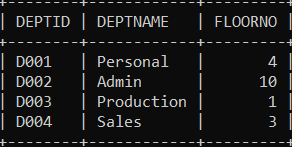 +--------+------------+---------+
| DEPTID | DEPTNAME | FLOORNO |
+--------+------------+---------+
| D001 | Personal | 4 |
| D002 | Admin | 10 |
| D003 | Production | 1 |
| D004 | Sales | 3 |
+--------+------------+---------+